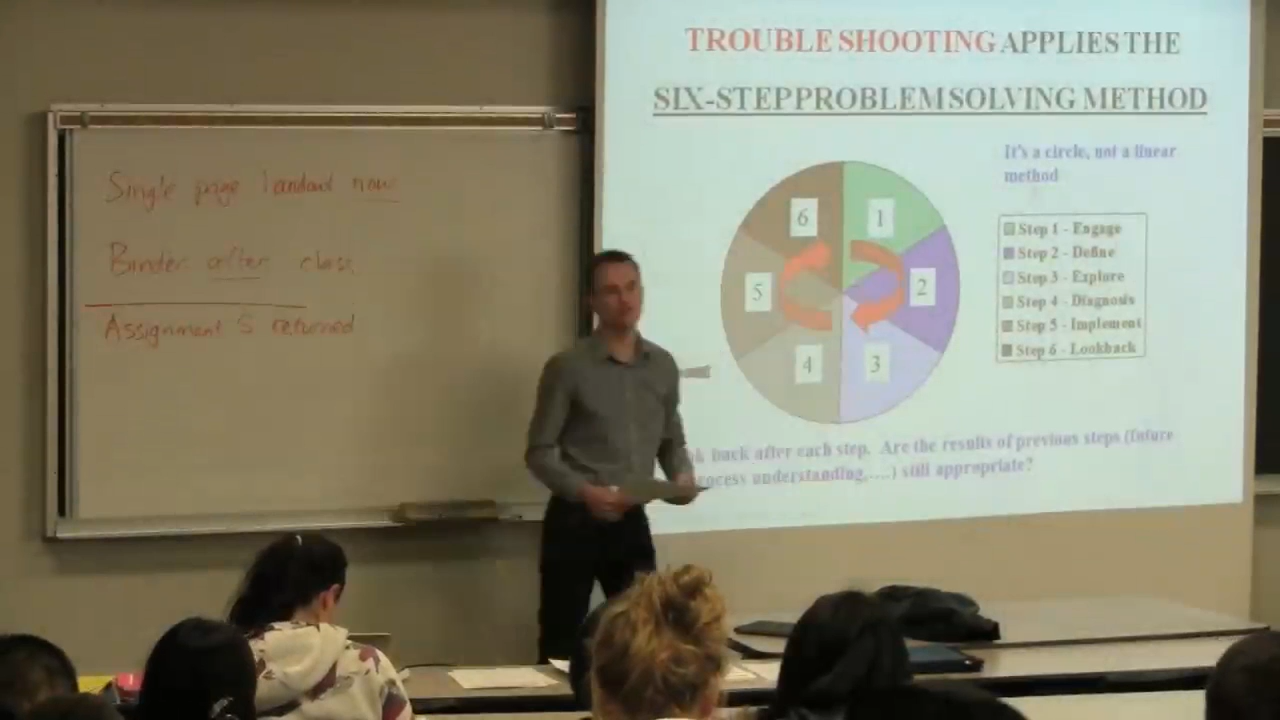 Single page handout now
Binder after class
Assignment 5 returned
TROUBLE SHOOTING APPLIES THE
SIX-STEP PROBLEM SOLVING METHOD
It's a circle, not a linear
method
6
1
5
2
4
3
Step 1 - Engage
Step 2 - Define
Step 3 - Explore
Step 4 - Diagnosis
Step 5 - Implement
Step 6 - Lookback
back after each step. Are the results of previous steps (future
process understanding,....) still appropriate?